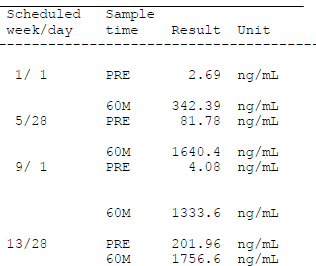 Scheduled Sample
week/day time Result Unit
1/ 1 PRE 2.69 ng/mL
60M 342.39 ng/mL
5/28 PRE 81.78 ng/mL
60M 1640.4 ng/mL
9/ 1 PRE 4.08 ng/mL
60M 1333.6 ng/mL
13/28 PRE 201.96 ng/mL
60M 1756.6 ng/mL